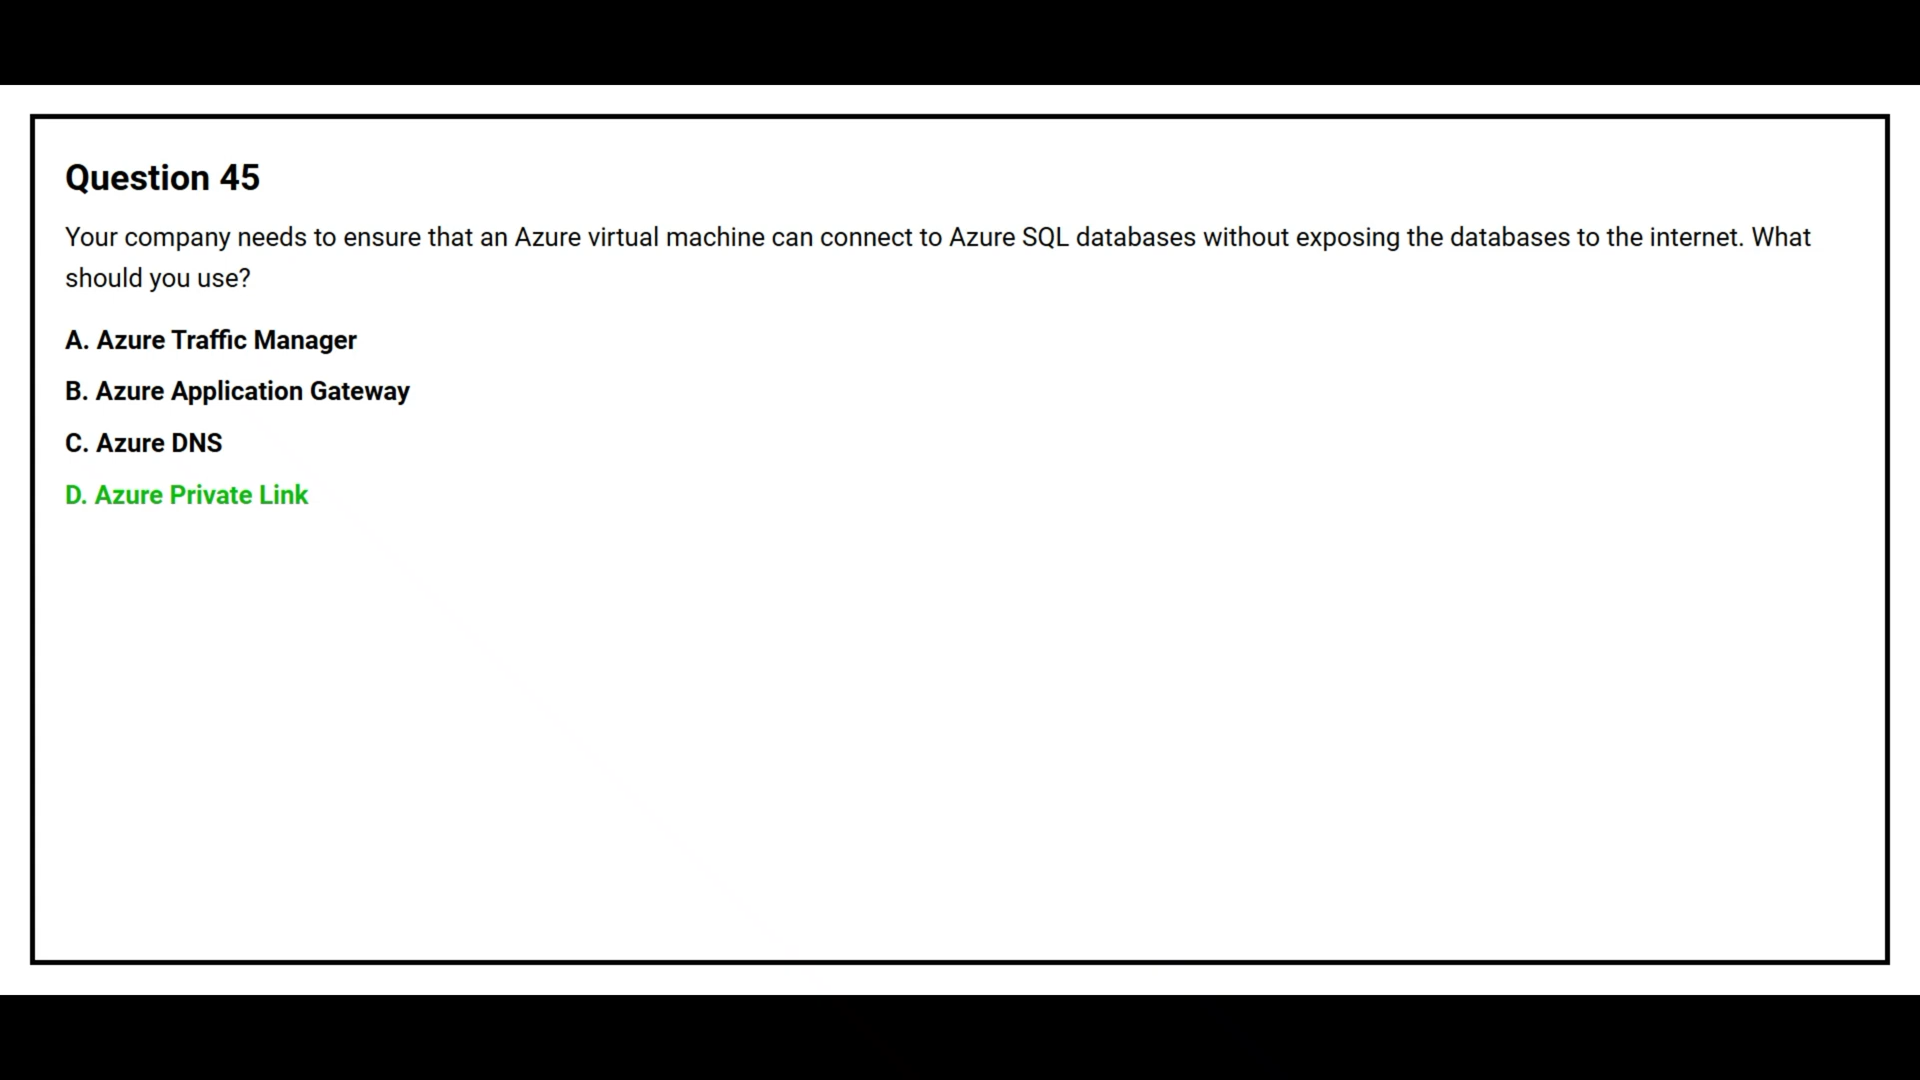 Question 45
Your company needs to ensure that an Azure virtual machine can connect to Azure SQL databases without exposing the databases to the internet. What
should you use?
A. Azure Traffic Manager
B. Azure Application Gateway
C. Azure DNS
D. Azure Private Link